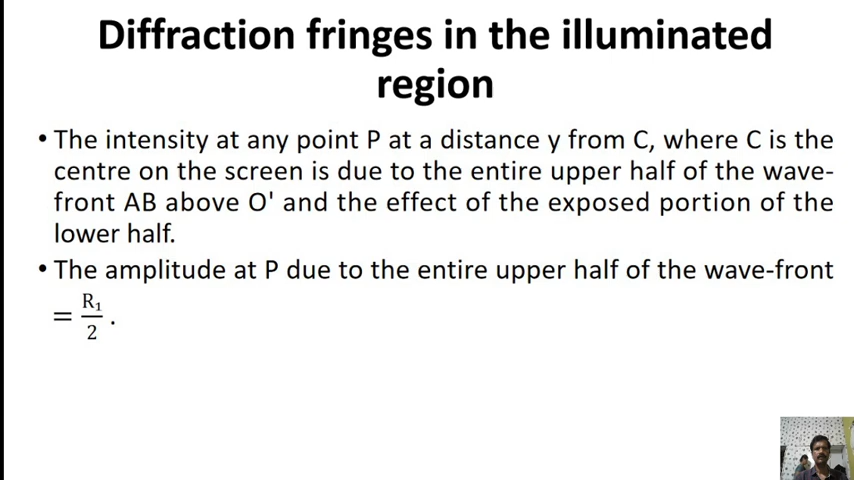 Diffraction fringes in the illuminated
region
• The intensity at any point P at a distance y from C, where C is the
centre on the screen is due to the entire upper half of the wave-
front AB above O' and the effect of the exposed portion of the
lower half.
• The amplitude at P due to the entire upper half of the wave-front
= R₁/2 .